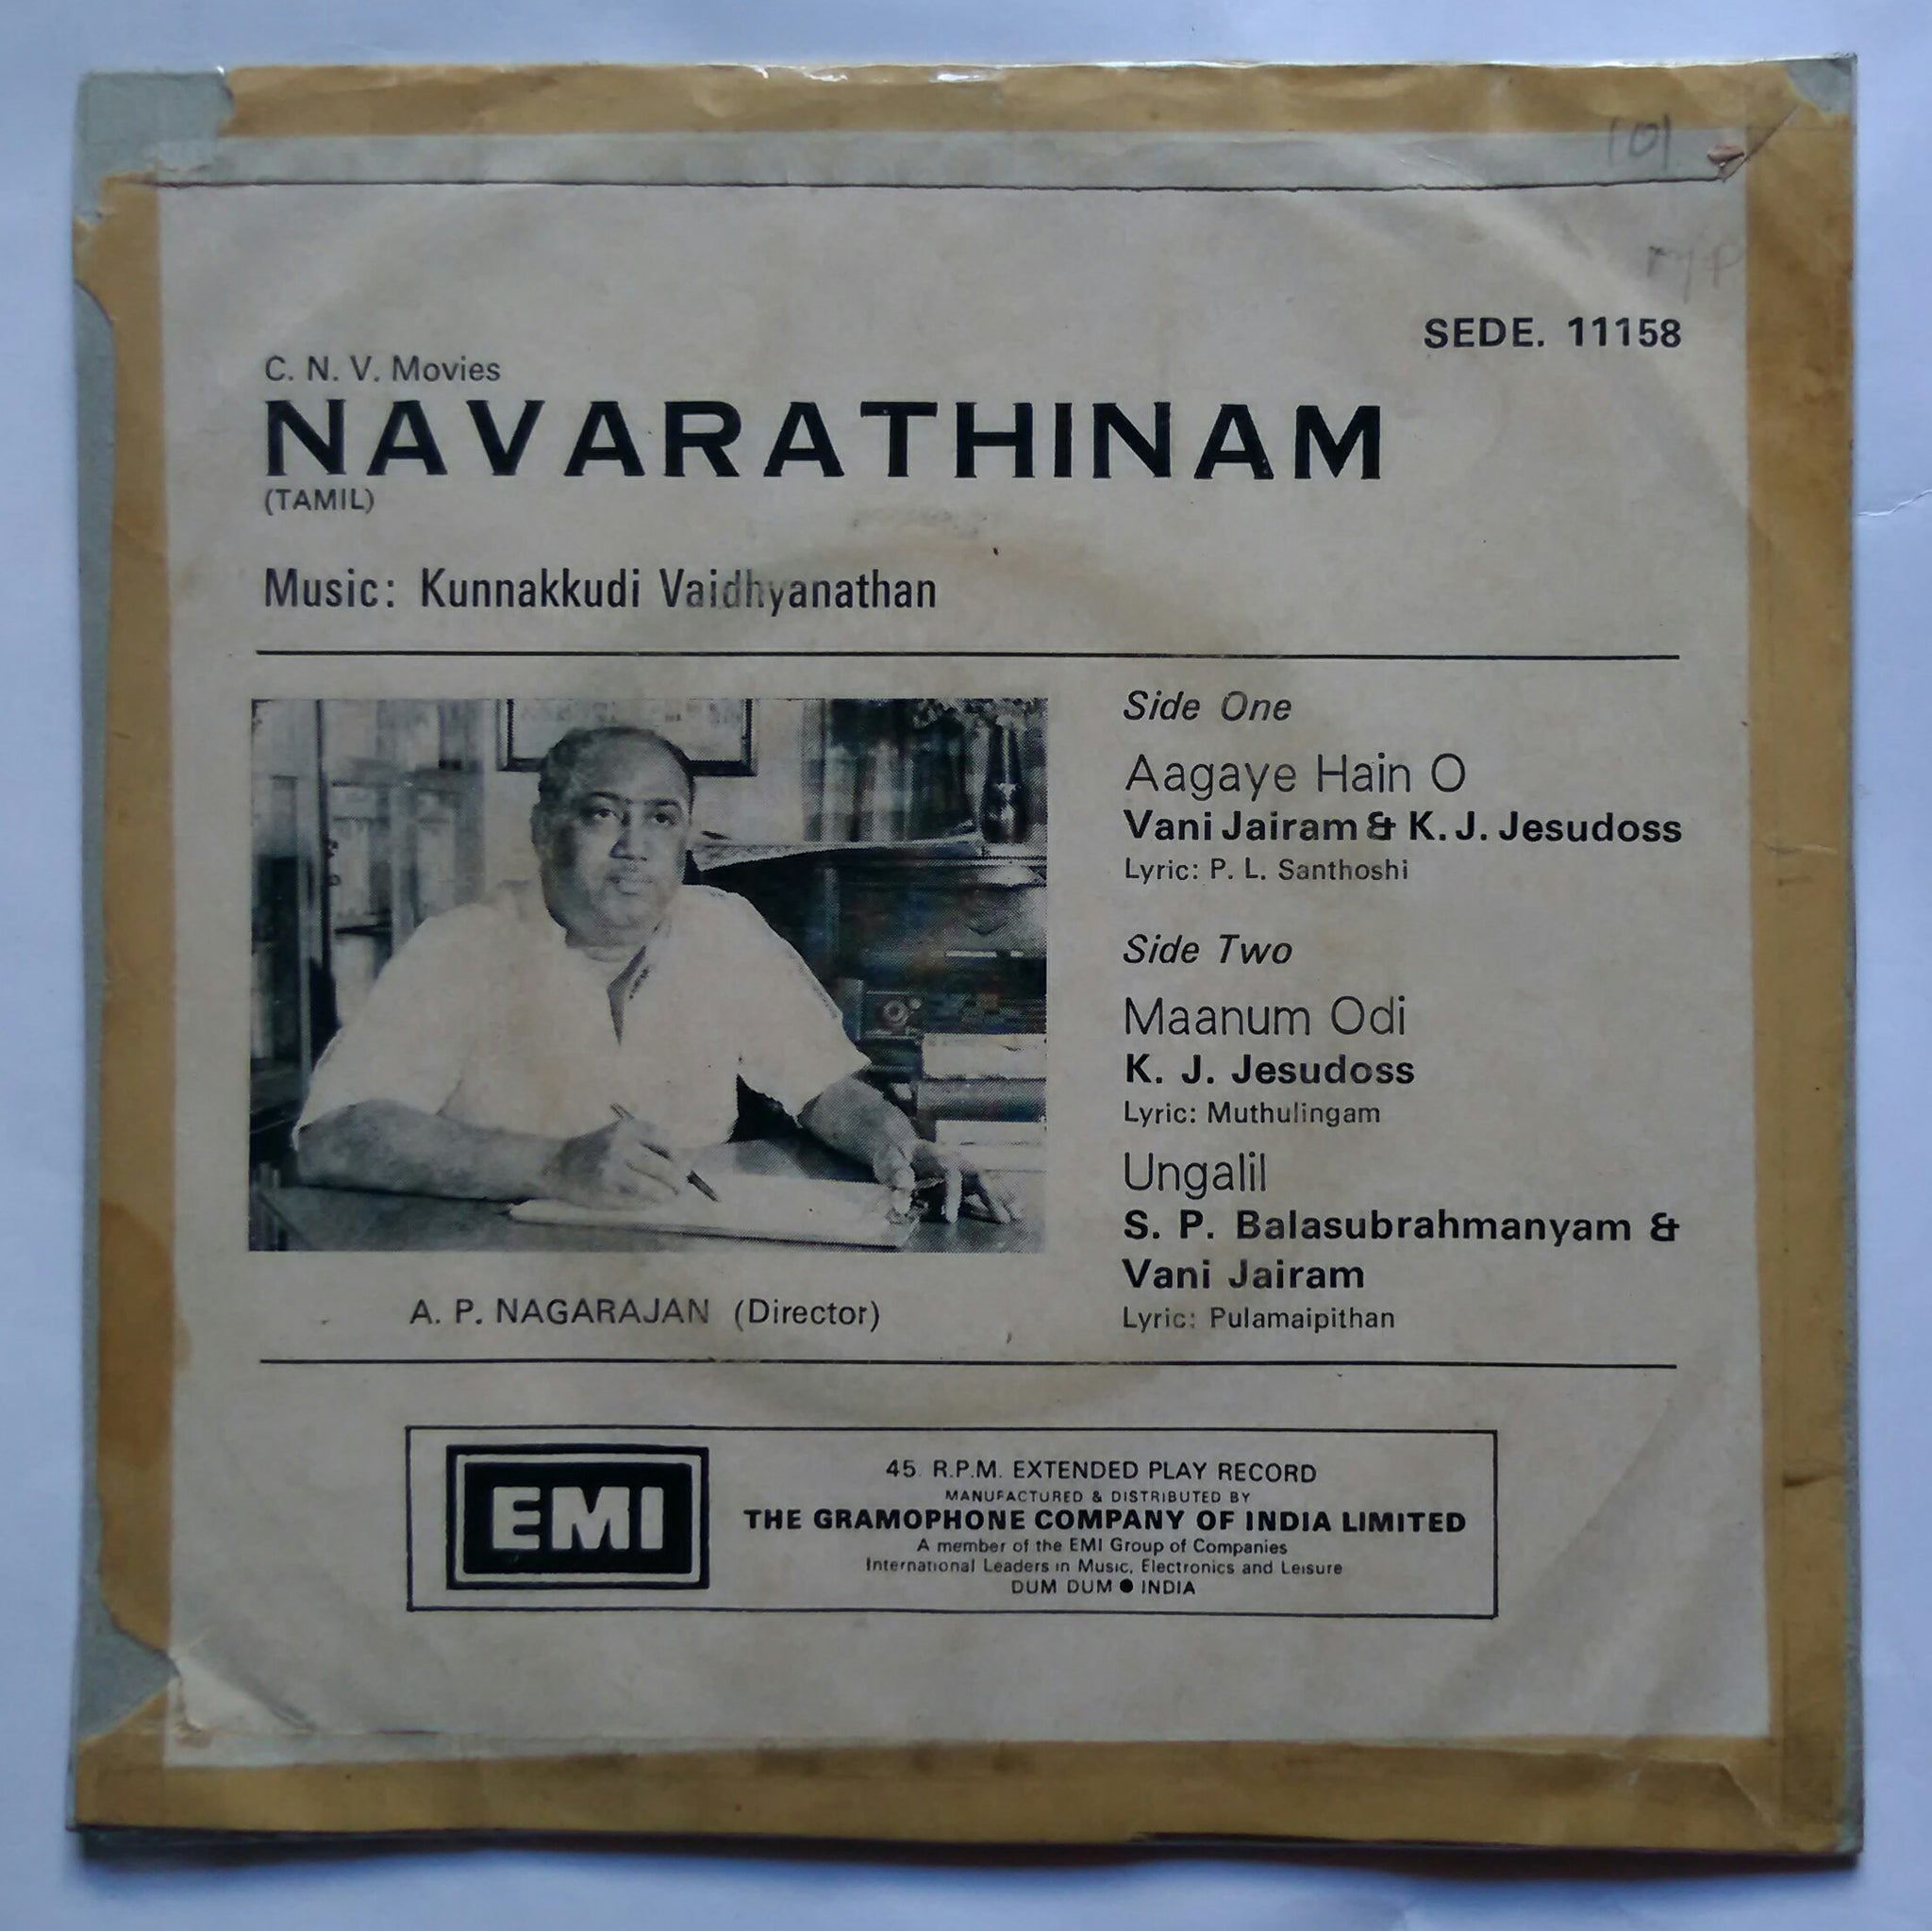 101
SEDE. 11158
C. N. V. Movies
NAVARATHINAM
(TAMIL)
Music: Kunnakkudi Vaidhyanathan
Side One
Aagaye Hain O
Vani Jairam & K. J. Jesudoss
Lyric: P. L. Santhoshi
Side Two
Maanum Odi
K. J. Jesudoss
Lyric: Muthulingam
Ungalil
S. P. Balasubrahmanyam &
Vani Jairam
Lyric: Pulamaipithan
A. P. NAGARAJAN (Director)
EMI
45 R.P.M. EXTENDED PLAY RECORD
MANUFACTURED & DISTRIBUTED BY
THE GRAMOPHONE COMPANY OF INDIA LIMITED
A member of the EMI Group of Companies
International Leaders in Music, Electronics and Leisure
DUM DUM ● INDIA